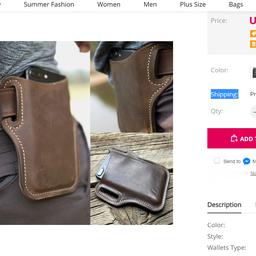 Summer Fashion Women Men Plus Size Bags
Price: U
Color:
Shipping:
Qty:
ADD T
Send to
Description
Color:
Style:
Wallets Type: